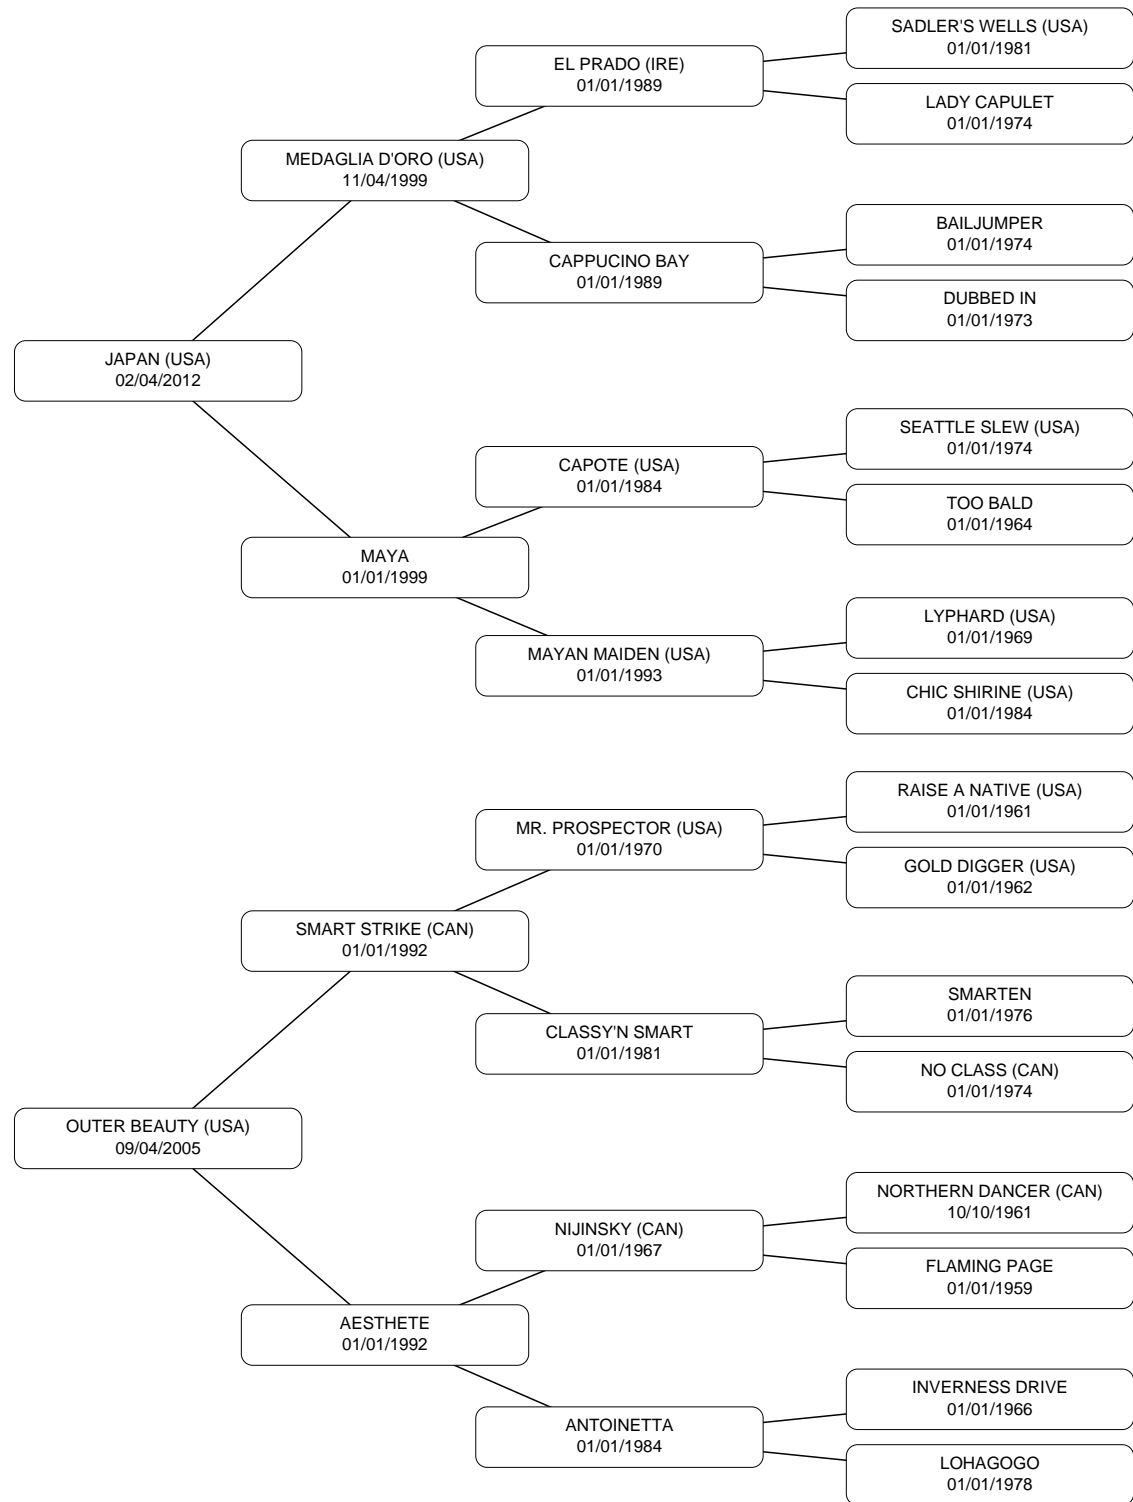 SADLER'S WELLS (USA)
01/01/1981
EL PRADO (IRE)
01/01/1989
LADY CAPULET
01/01/1974
MEDAGLIA D'ORO (USA)
11/04/1999
BAILJUMPER
01/01/1974
CAPPUCINO BAY
01/01/1989
DUBBED IN
01/01/1973
JAPAN (USA)
02/04/2012
SEATTLE SLEW (USA)
01/01/1974
CAPOTE (USA)
01/01/1984
TOO BALD
01/01/1964
MAYA
01/01/1999
LYPHARD (USA)
01/01/1969
MAYAN MAIDEN (USA)
01/01/1993
CHIC SHIRINE (USA)
01/01/1984
RAISE A NATIVE (USA)
01/01/1961
MR. PROSPECTOR (USA)
01/01/1970
GOLD DIGGER (USA)
01/01/1962
SMART STRIKE (CAN)
01/01/1992
SMARTEN
01/01/1976
CLASSY'N SMART
01/01/1981
NO CLASS (CAN)
01/01/1974
OUTER BEAUTY (USA)
09/04/2005
NORTHERN DANCER (CAN)
10/10/1961
NIJINSKY (CAN)
01/01/1967
FLAMING PAGE
01/01/1959
AESTHETE
01/01/1992
INVERNESS DRIVE
01/01/1966
ANTOINETTA
01/01/1984
LOHAGOGO
01/01/1978